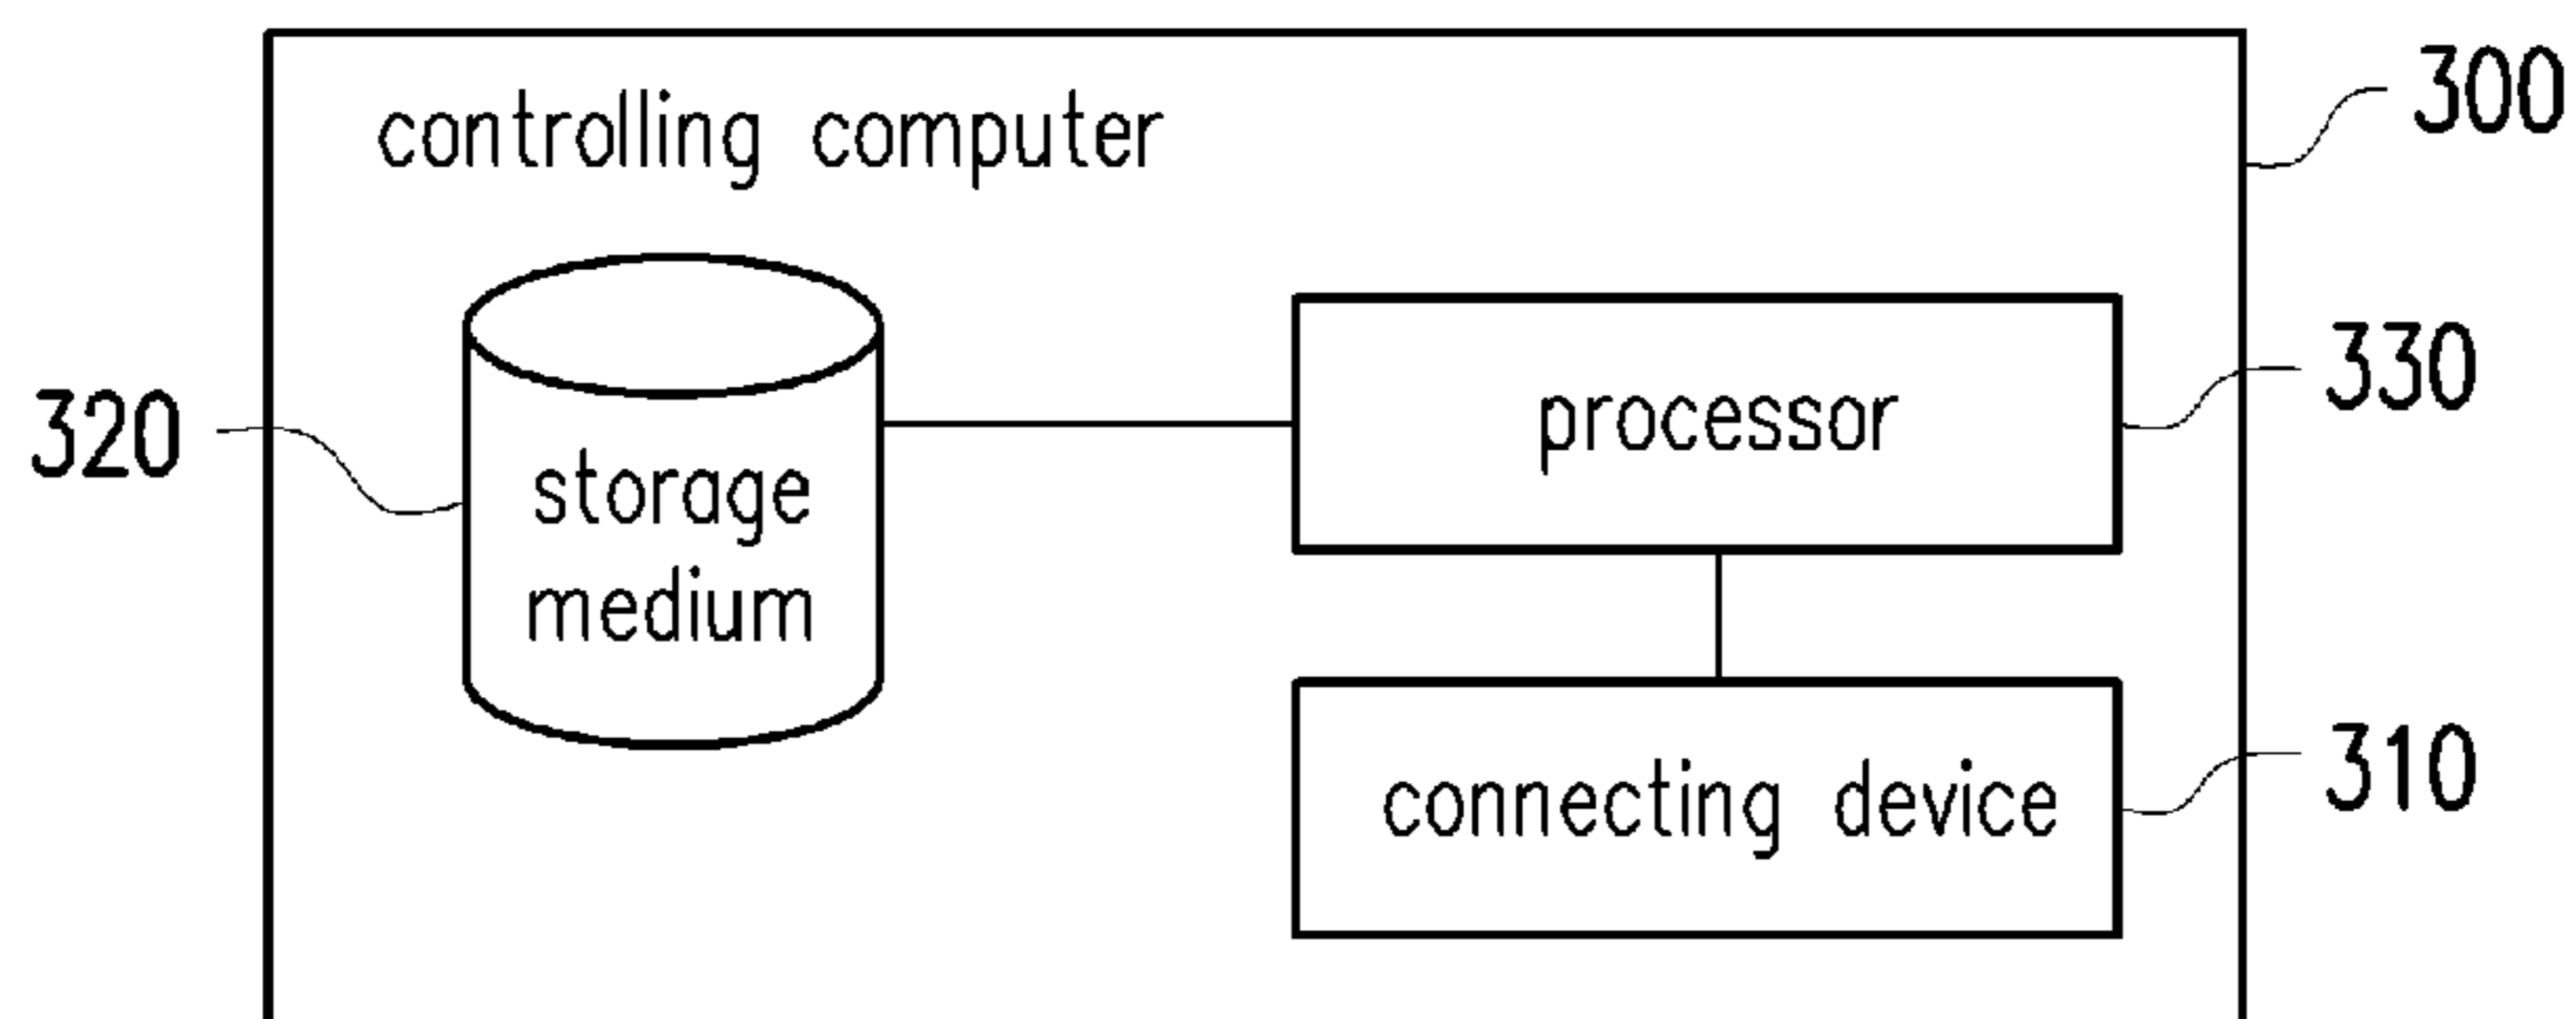 controlling computer
300
processor
330
320
storage
medium
connecting device
310